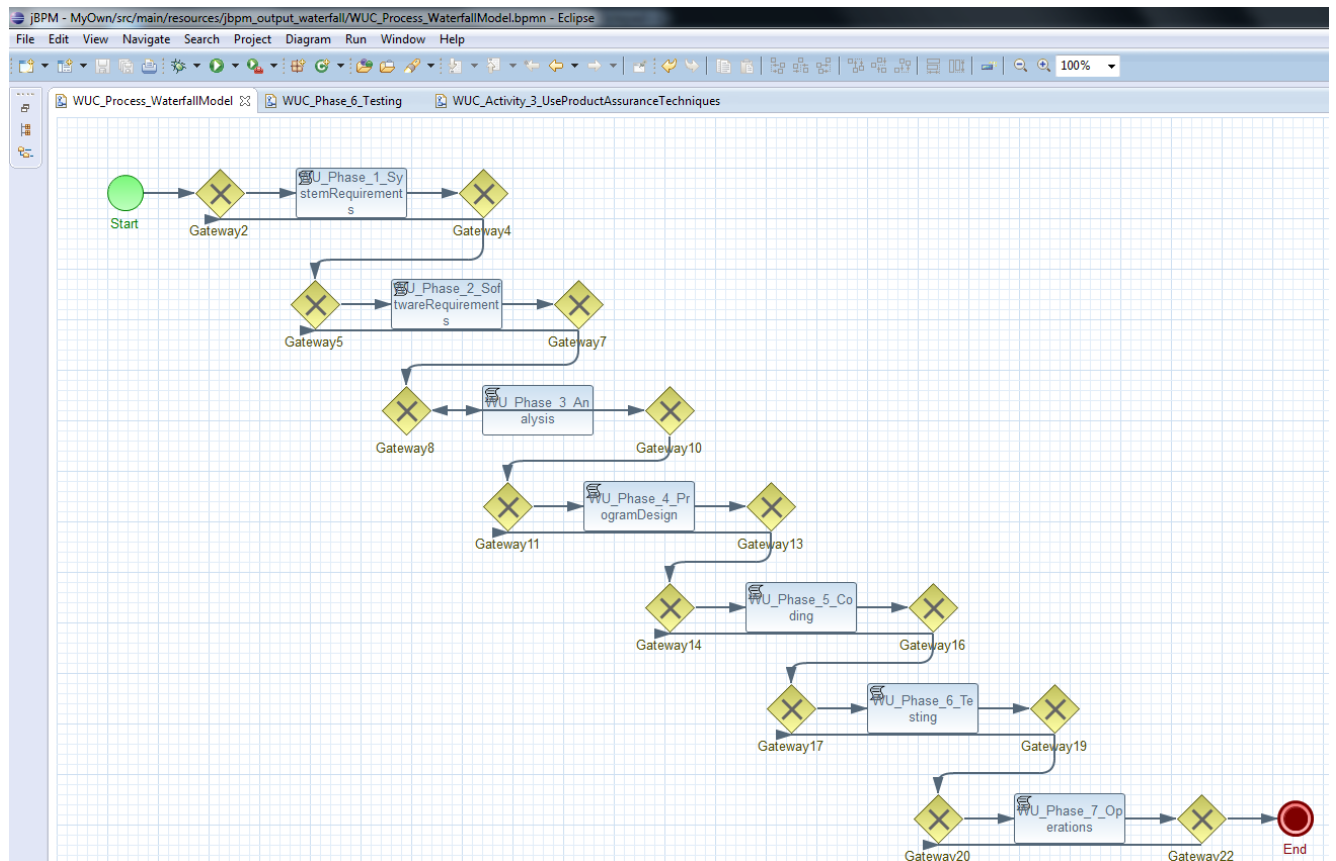 jBPM - MyOwn/src/main/resources/jbpm_output_waterfall/WUC_Process_WaterfallModel.bpmn - Eclipse
File Edit View Navigate Search Project Diagram Run Window Help
100%
WUC_Process_WaterfallModel WUC_Phase_6_Testing WUC_Activity_3_UseProductAssuranceTechniques
U_Phase_1_Sy
stemRequirement
s
Start
Gateway2
Gateway4
U_Phase_2_Sof
twareRequirement
s
Gateway5
Gateway7
WU_Phase_3_An
alysis
Gateway8
Gateway10
WU_Phase_4_Pr
ogramDesign
Gateway11
Gateway13
WU_Phase_5_Co
ding
Gateway14
Gateway16
WU_Phase_6_Te
sting
Gateway17
Gateway19
WU_Phase_7_Op
erations
Gateway20
Gateway22
End